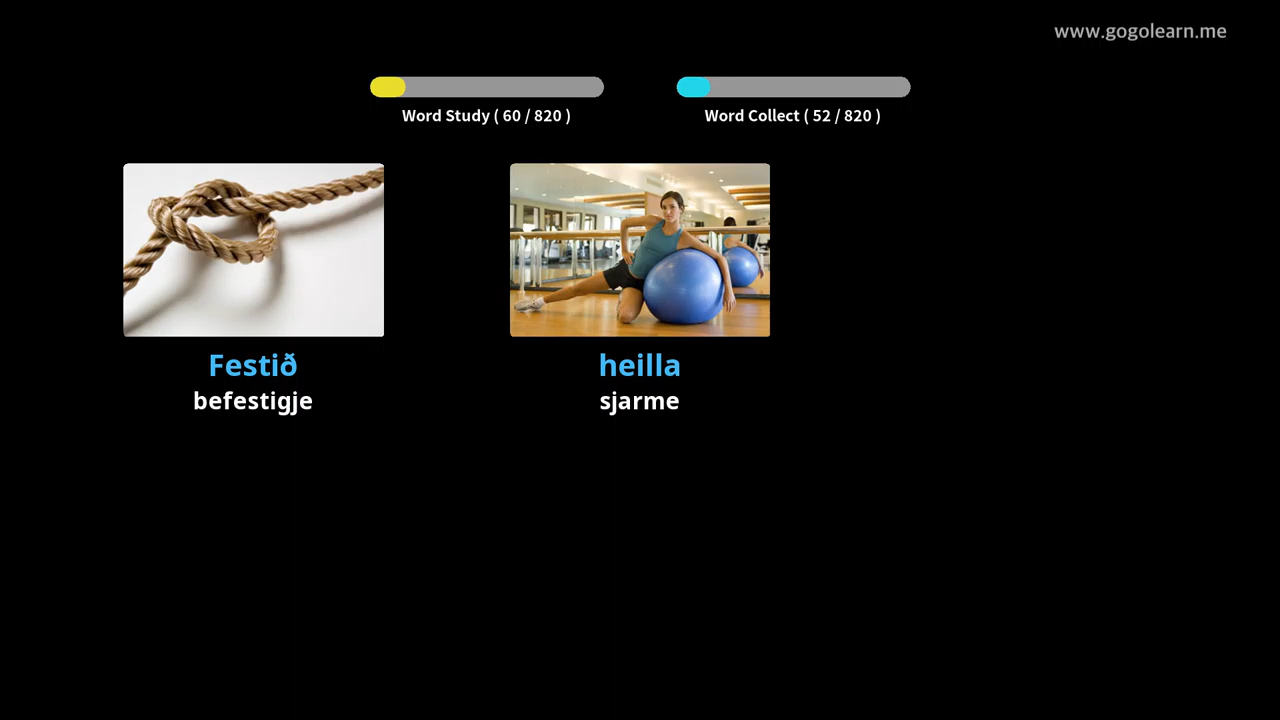 www.gogolearn.me
Word Study ( 60 / 820 )
Word Collect ( 52 / 820 )
Festið
befestigje
heilla
sjarme